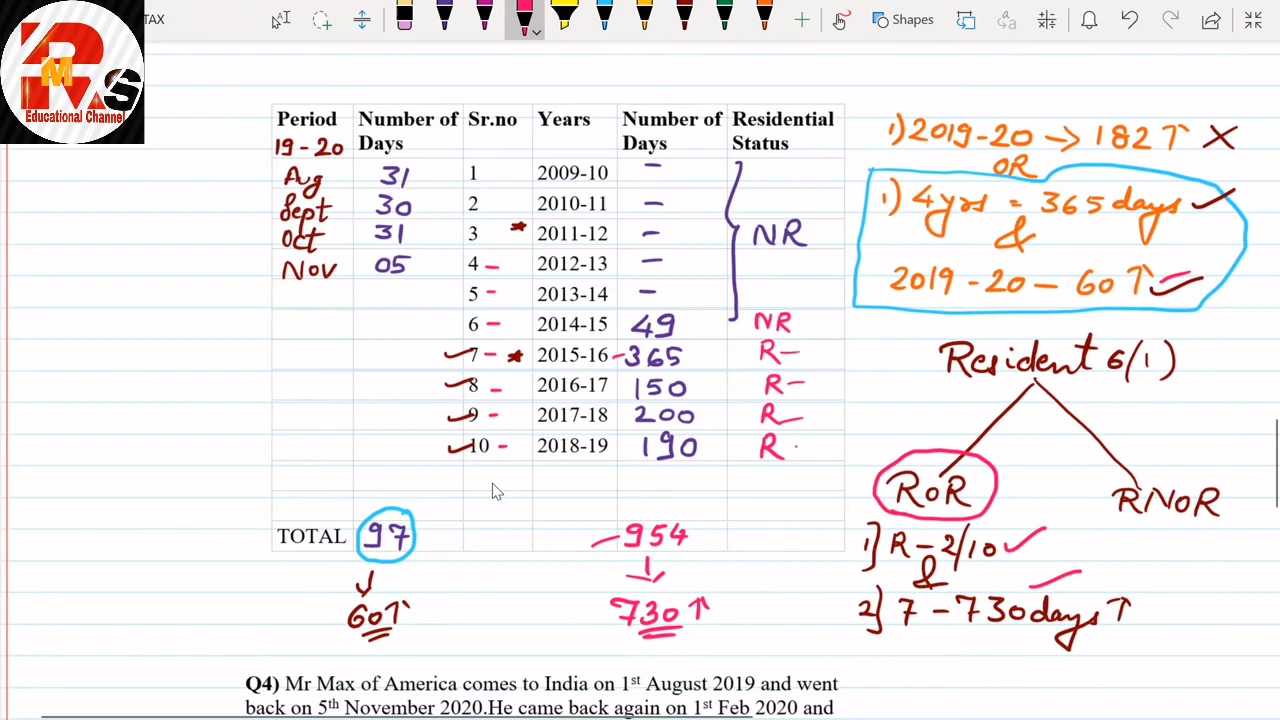 TAX
Shapes
R
M
S
Educational Channel
Period Number of Sr.no Years Number of Residential
19-20 Days Days Status
Aug 31 1 2009-10 –
Sept 30 2 2010-11 –
Oct 31 3 * 2011-12 – NR
Nov 05 4 – 2012-13 –
5 – 2013-14 –
6 – 2014-15 49 NR
✓ 7 – * 2015-16 – 365 R –
✓ 8 – 2016-17 150 R –
✓ 9 – 2017-18 200 R –
✓ 10 – 2018-19 190 R
TOTAL 97 – 954
↓ ↓
60↑ 730↑
1) 2019-20 → 182↑ ✗
OR
1) 4 yrs = 365 days ✓
&
2019-20 – 60↑ ✓
Resident 6(1)
ROR RNOR
1] R – 2/10 ✓
&
2] 7 – 730 days ↑
Q4) Mr Max of America comes to India on 1st August 2019 and went
back on 5th November 2020.He came back again on 1st Feb 2020 and